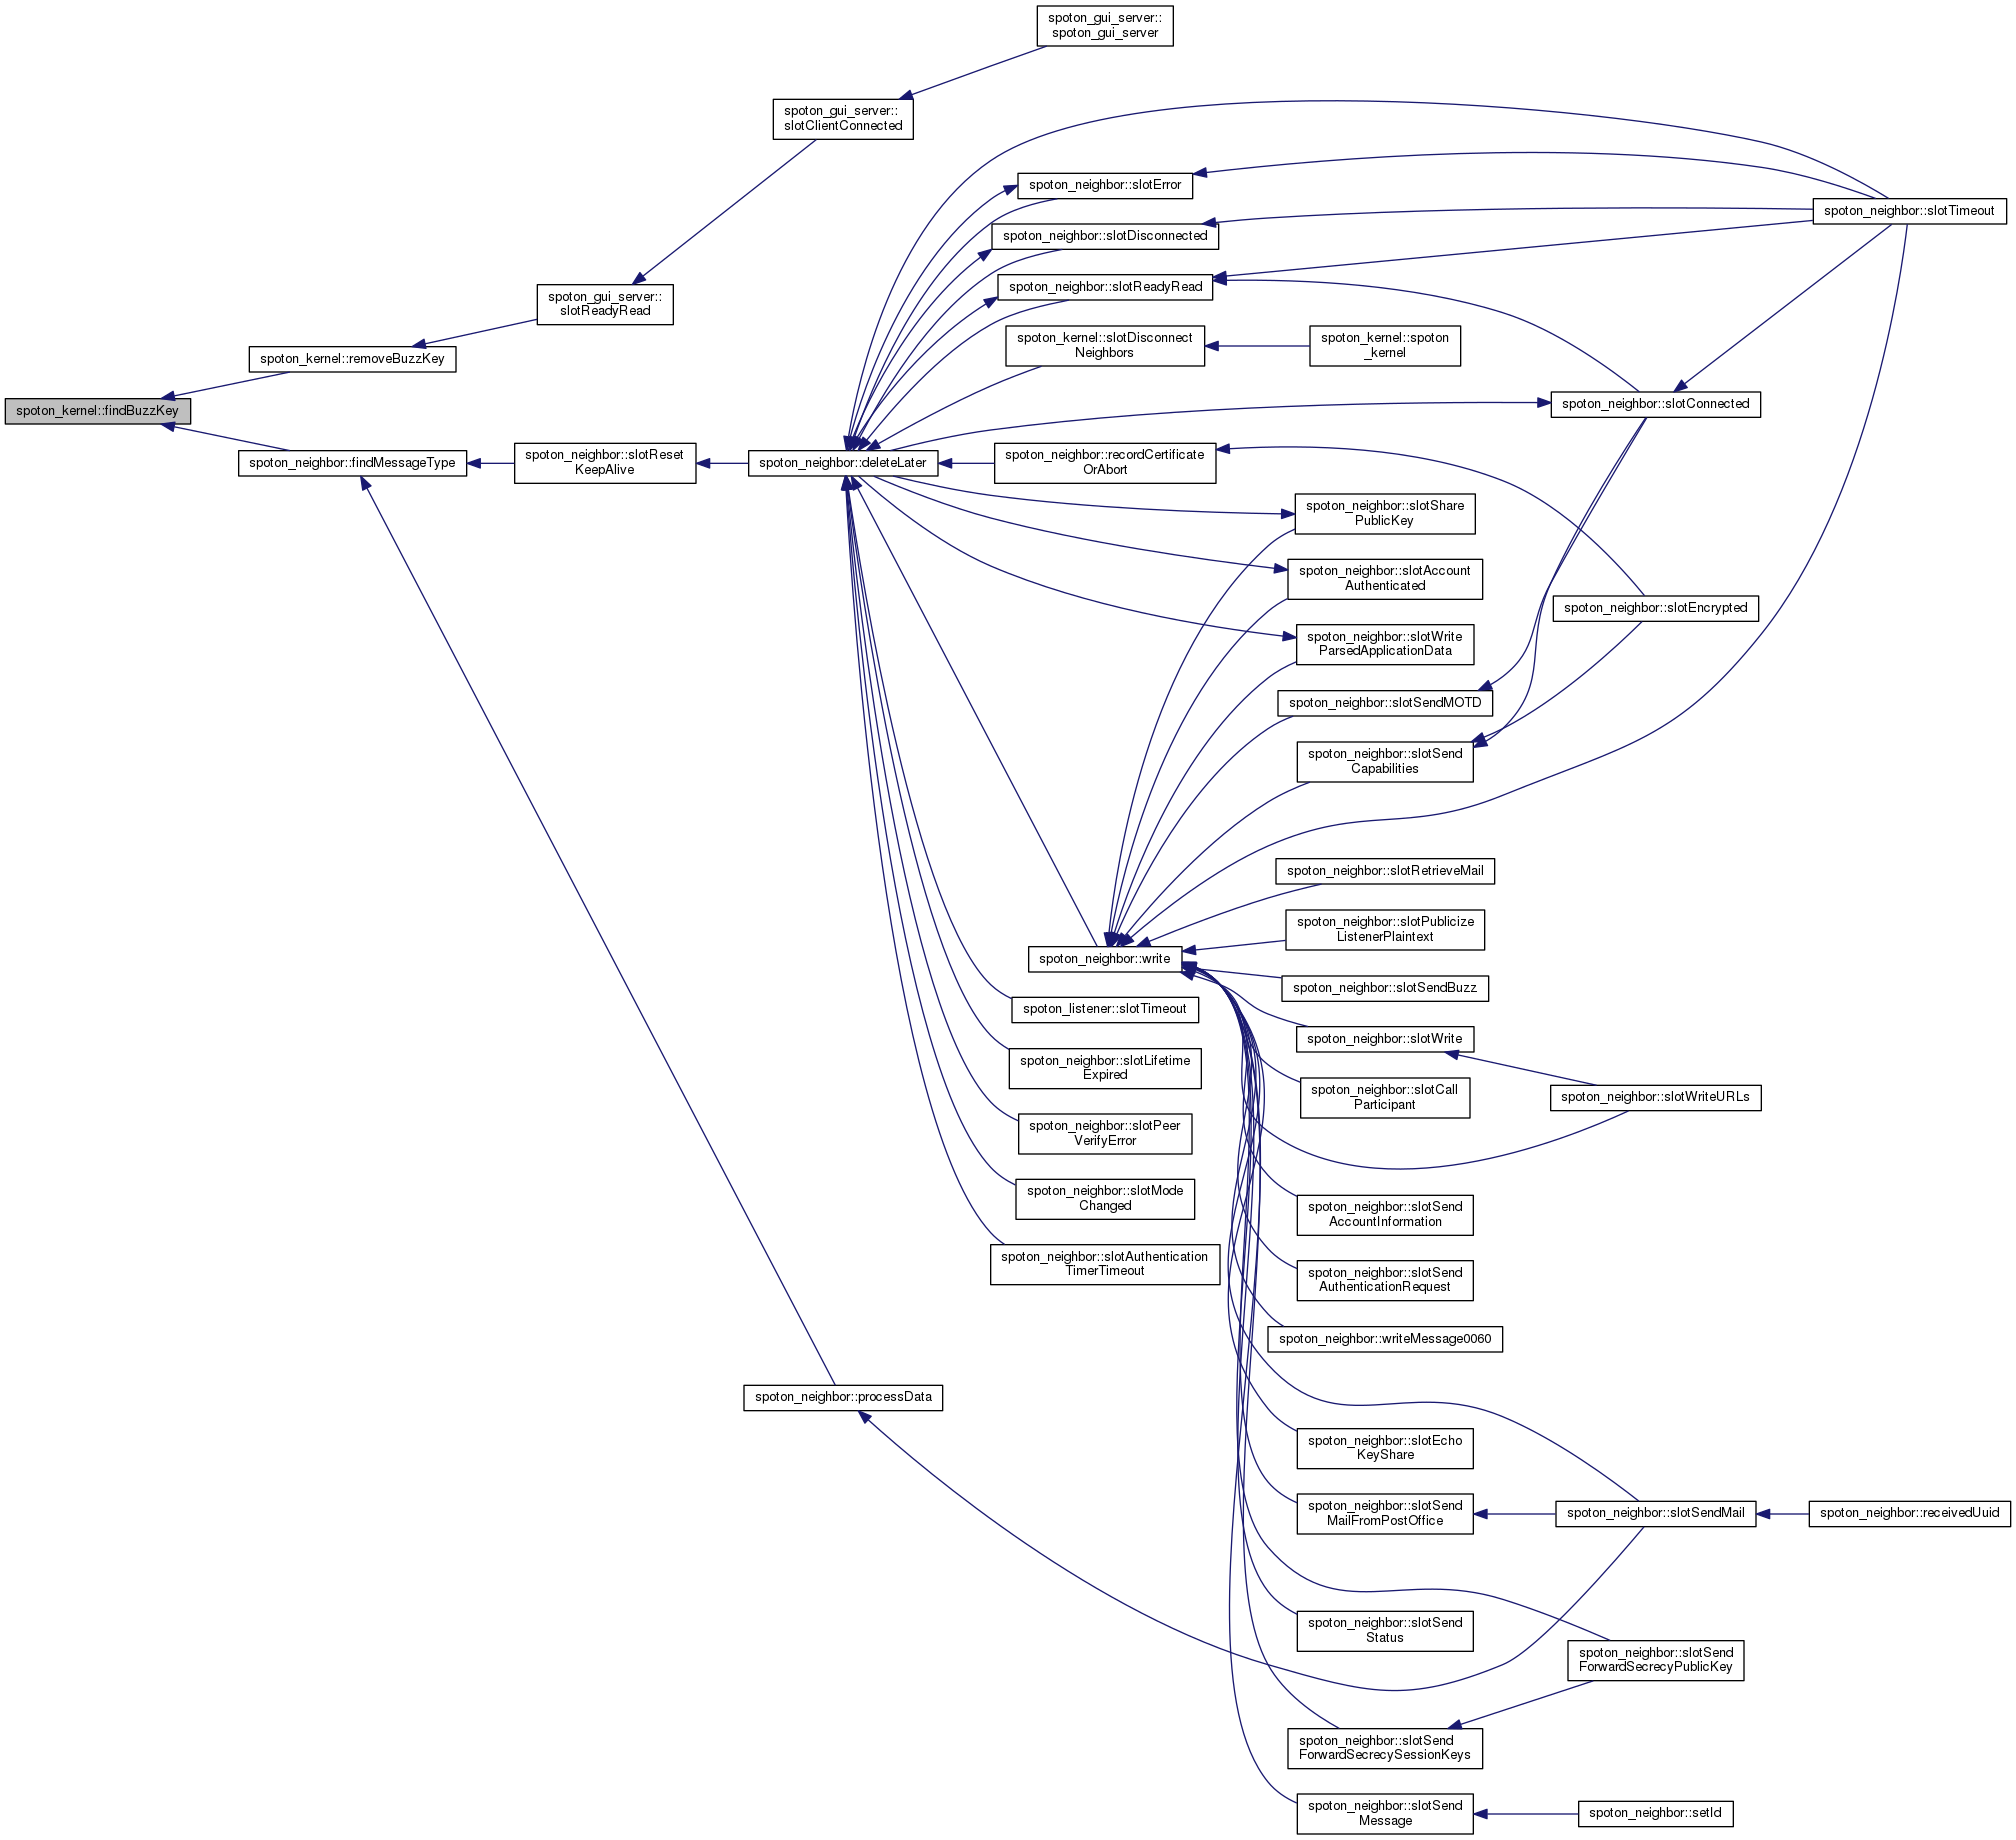 spoton_gui_server::
spoton_gui_server
spoton_gui_server::
slotClientConnected
spoton_neighbor::slotError
spoton_neighbor::slotTimeout
spoton_neighbor::slotDisconnected
spoton_neighbor::slotReadyRead
spoton_gui_server::
slotReadyRead
spoton_kernel::slotDisconnect
Neighbors
spoton_kernel::spoton
_kernel
spoton_kernel::removeBuzzKey
spoton_neighbor::slotConnected
spoton_kernel::findBuzzKey
spoton_neighbor::findMessageType
spoton_neighbor::slotReset
KeepAlive
spoton_neighbor::deleteLater
spoton_neighbor::recordCertificate
OrAbort
spoton_neighbor::slotShare
PublicKey
spoton_neighbor::slotAccount
Authenticated
spoton_neighbor::slotEncrypted
spoton_neighbor::slotWrite
ParsedApplicationData
spoton_neighbor::slotSendMOTD
spoton_neighbor::slotSend
Capabilities
spoton_neighbor::slotRetrieveMail
spoton_neighbor::slotPublicize
ListenerPlaintext
spoton_neighbor::write
spoton_neighbor::slotSendBuzz
spoton_listener::slotTimeout
spoton_neighbor::slotWrite
spoton_neighbor::slotLifetime
Expired
spoton_neighbor::slotCall
Participant
spoton_neighbor::slotWriteURLs
spoton_neighbor::slotPeer
VerifyError
spoton_neighbor::slotMode
Changed
spoton_neighbor::slotSend
AccountInformation
spoton_neighbor::slotAuthentication
TimerTimeout
spoton_neighbor::slotSend
AuthenticationRequest
spoton_neighbor::writeMessage0060
spoton_neighbor::processData
spoton_neighbor::slotEcho
KeyShare
spoton_neighbor::slotSend
MailFromPostOffice
spoton_neighbor::slotSendMail
spoton_neighbor::receivedUuid
spoton_neighbor::slotSend
Status
spoton_neighbor::slotSend
ForwardSecrecyPublicKey
spoton_neighbor::slotSend
ForwardSecrecySessionKeys
spoton_neighbor::slotSend
Message
spoton_neighbor::setId